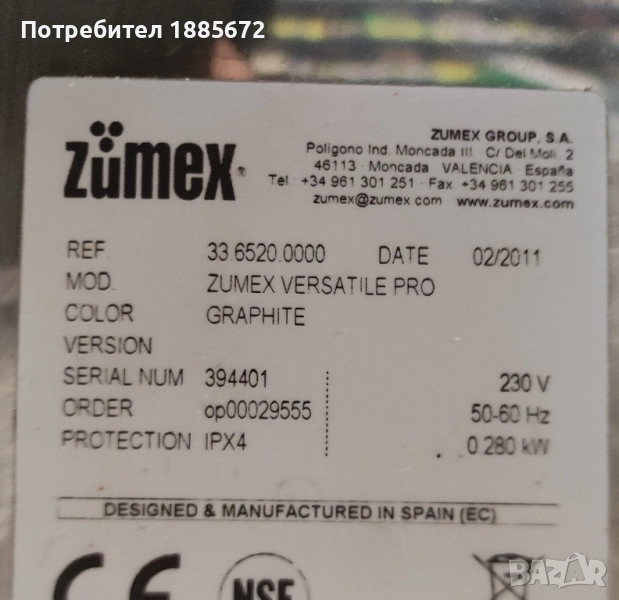 Потребител 1885672
zümex
ZUMEX GROUP, S.A.
Poligono Ind. Moncada III · C/ Del Moli, 2
46113 · Moncada VALENCIA España
Tel · +34 961 301 251 · Fax +34 961 301 255
zumex@zumex.com www.zumex.com
REF. 33.6520.0000 DATE 02/2011
MOD. ZUMEX VERSATILE PRO
COLOR GRAPHITE
VERSION
SERIAL NUM 394401 230 V
ORDER op00029555 50-60 Hz
PROTECTION IPX4 0.280 kW
DESIGNED & MANUFACTURED IN SPAIN (EC)
CE NSF
BAZAR